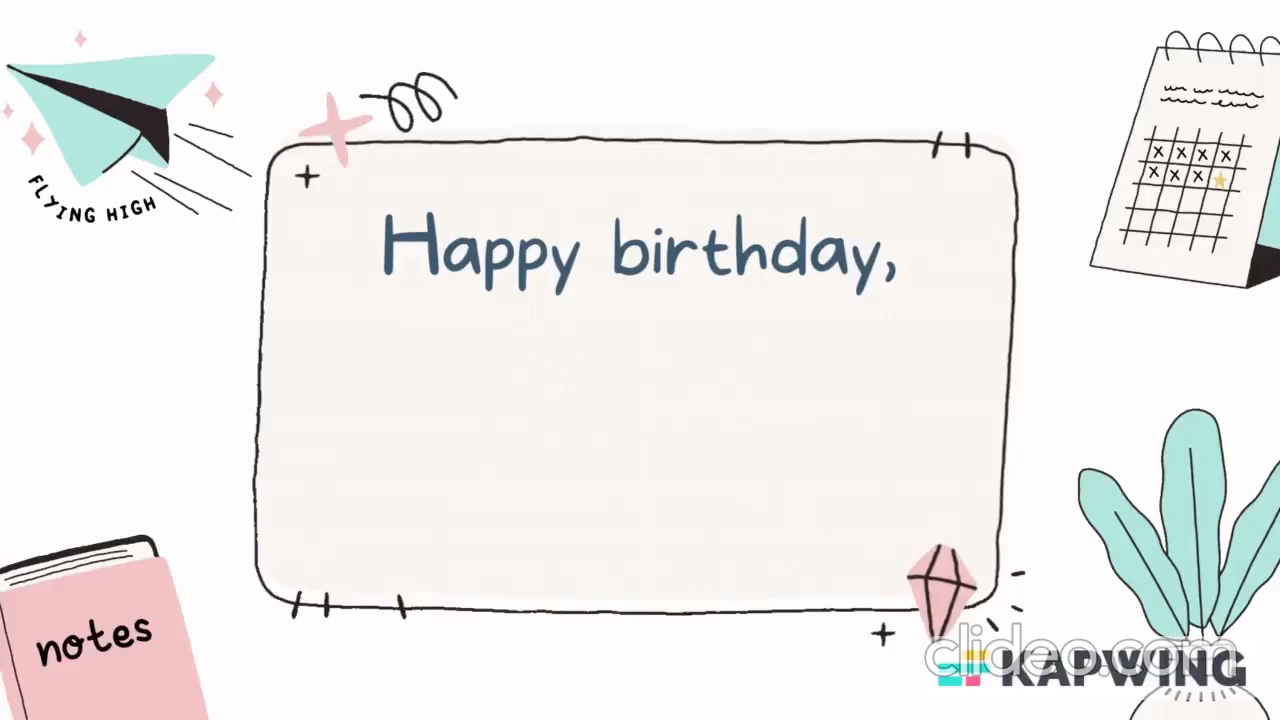 FLYING HIGH
Happy birthday,
notes
clideo.com
KAPWING